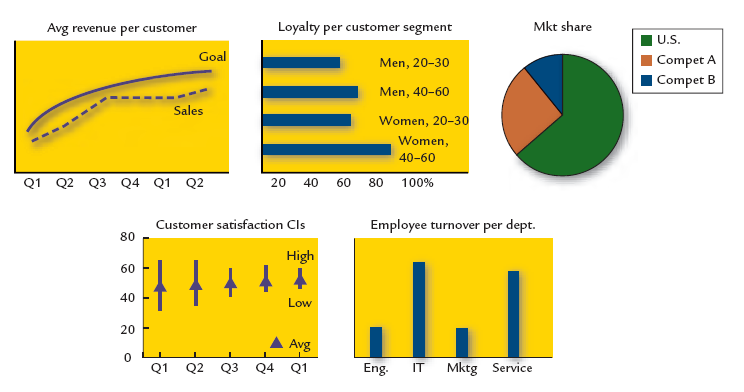 Avg revenue per customer
Goal
Sales
Q1 Q2 Q3 Q4 Q1 Q2
Loyalty per customer segment
Men, 20–30
Men, 40–60
Women, 20–30
Women,
40–60
20 40 60 80 100%
Mkt share
U.S.
Compet A
Compet B
Customer satisfaction CIs
80
60
40
20
0
High
Low
Avg
Q1 Q2 Q3 Q4 Q1
Employee turnover per dept.
Eng. IT Mktg Service